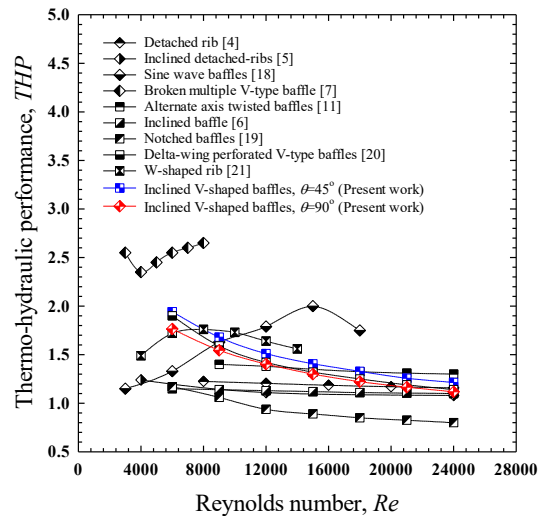 5.0
4.5
4.0
3.5
3.0
2.5
2.0
1.5
1.0
0.5
Thermo-hydraulic performance, THP
Detached rib [4]
Inclined detached-ribs [5]
Sine wave baffles [18]
Broken multiple V-type baffle [7]
Alternate axis twisted baffles [11]
Inclined baffle [6]
Notched baffles [19]
Delta-wing perforated V-type baffles [20]
W-shaped rib [21]
Inclined V-shaped baffles, θ=45° (Present work)
Inclined V-shaped baffles, θ=90° (Present work)
0 4000 8000 12000 16000 20000 24000 28000
Reynolds number, Re